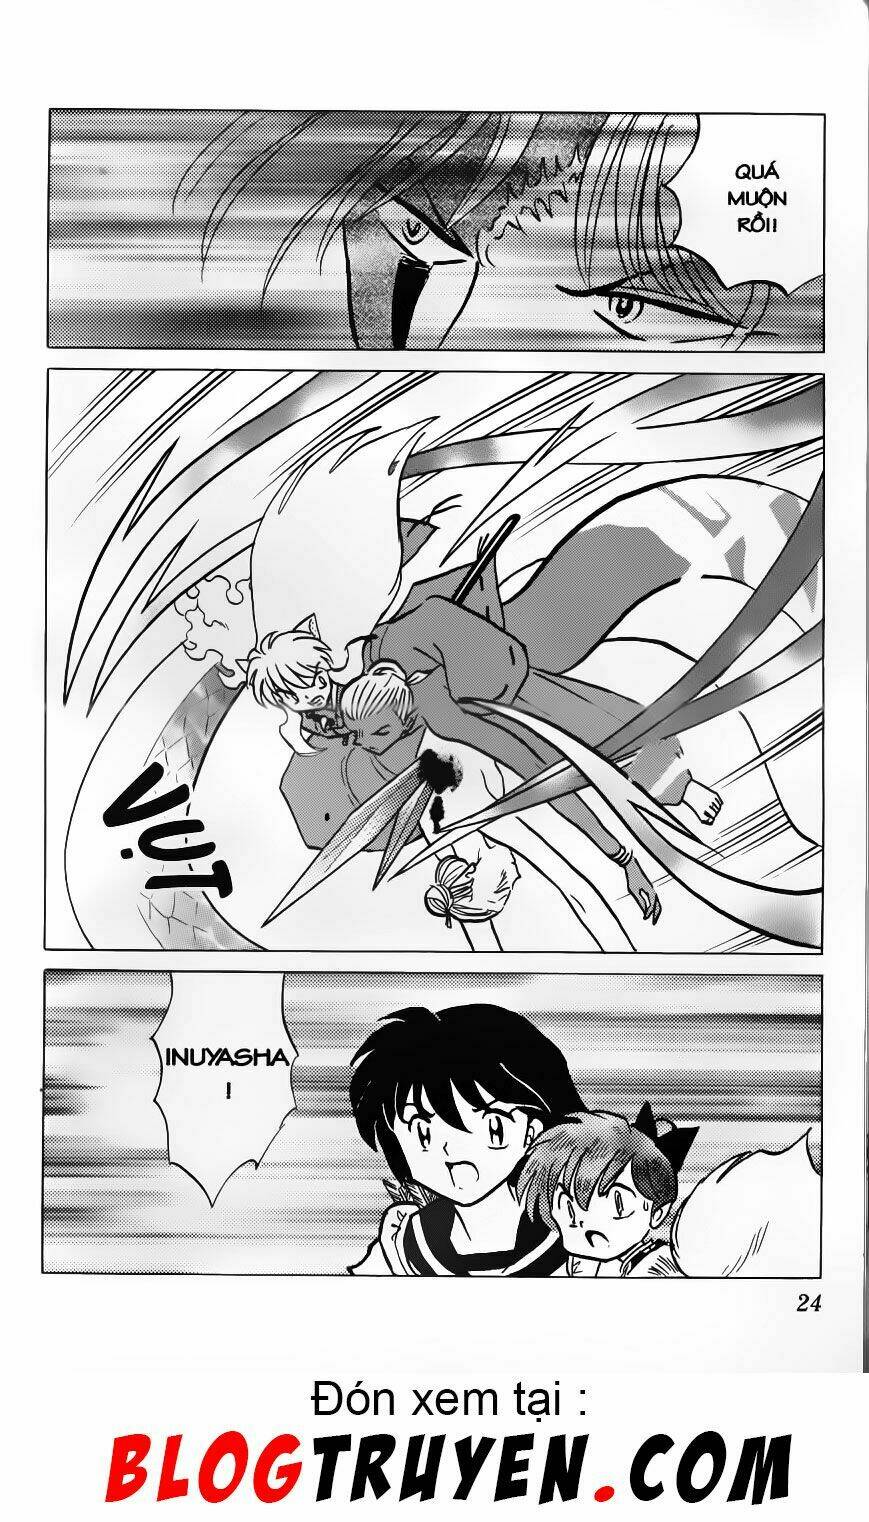 QUÁ
MUỘN
RỒI!
VỤT
INUYASHA
!
24
Đón xem tại :
BLOGTRUYEN.COM